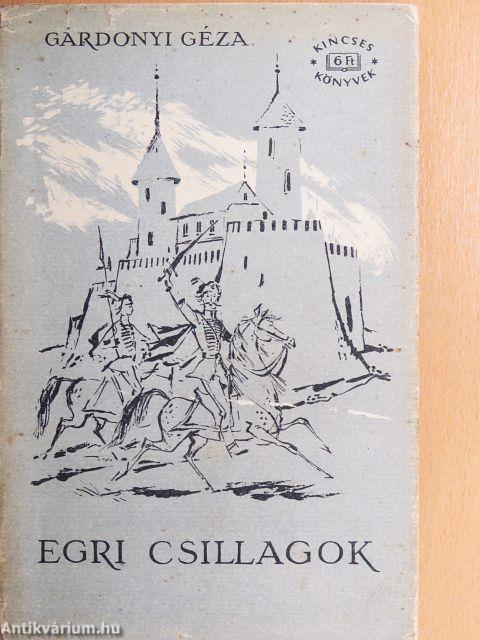 GÁRDONYI GÉZA
KINCSES
6 Ft
KÖNYVEK
EGRI CSILLAGOK
Antikvárium.hu